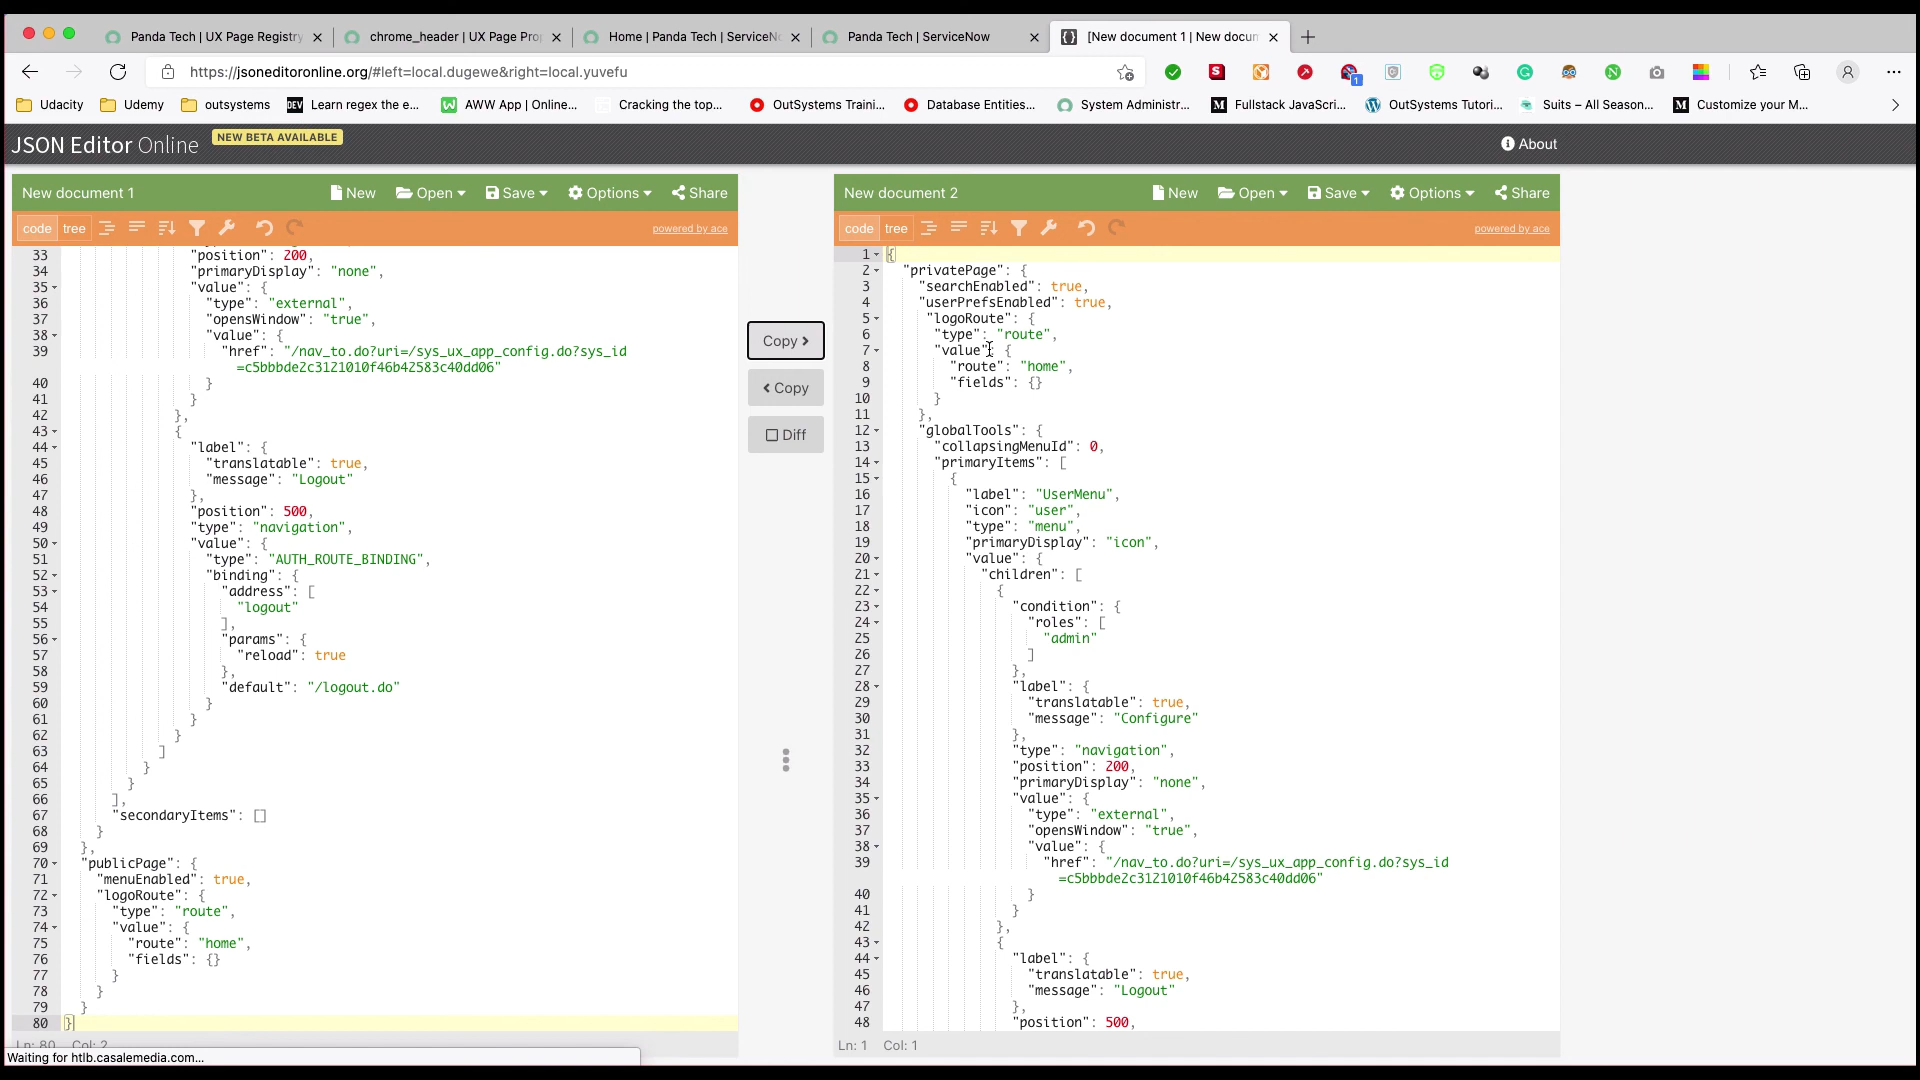 Panda Tech | UX Page Registry
chrome_header | UX Page Pro
Home | Panda Tech | ServiceN
Panda Tech | ServiceNow
[New document 1 | New docum
https://jsoneditoronline.org/#left=local.dugewe&right=local.yuvefu
Udacity
Udemy
outsystems
DEV Learn regex the e...
AWW App | Online...
Cracking the top...
OutSystems Traini...
Database Entities...
System Administr...
Fullstack JavaScri...
OutSystems Tutori...
Suits – All Season...
Customize your M...
JSON Editor Online
NEW BETA AVAILABLE
About
New document 1
New
Open
Save
Options
Share
code
tree
powered by ace
33 "position": 200,
34 "primaryDisplay": "none",
35 "value": {
36 "type": "external",
37 "opensWindow": "true",
38 "value": {
39 "href": "/nav_to.do?uri=/sys_ux_app_config.do?sys_id
=c5bbbde2c3121010f46b42583c40dd06"
40 }
41 }
42 },
43 {
44 "label": {
45 "translatable": true,
46 "message": "Logout"
47 },
48 "position": 500,
49 "type": "navigation",
50 "value": {
51 "type": "AUTH_ROUTE_BINDING",
52 "binding": {
53 "address": [
54 "logout"
55 ],
56 "params": {
57 "reload": true
58 },
59 "default": "/logout.do"
60 }
61 }
62 }
63 ]
64 }
65 }
66 ],
67 "secondaryItems": []
68 }
69 },
70 "publicPage": {
71 "menuEnabled": true,
72 "logoRoute": {
73 "type": "route",
74 "value": {
75 "route": "home",
76 "fields": {}
77 }
78 }
79 }
80 }
Ln: 80 Col: 2
Waiting for htlb.casalemedia.com...
Copy >
< Copy
Diff
New document 2
New
Open
Save
Options
Share
code
tree
powered by ace
1 {
2 "privatePage": {
3 "searchEnabled": true,
4 "userPrefsEnabled": true,
5 "logoRoute": {
6 "type": "route",
7 "value": {
8 "route": "home",
9 "fields": {}
10 }
11 },
12 "globalTools": {
13 "collapsingMenuId": 0,
14 "primaryItems": [
15 {
16 "label": "UserMenu",
17 "icon": "user",
18 "type": "menu",
19 "primaryDisplay": "icon",
20 "value": {
21 "children": [
22 {
23 "condition": {
24 "roles": [
25 "admin"
26 ]
27 },
28 "label": {
29 "translatable": true,
30 "message": "Configure"
31 },
32 "type": "navigation",
33 "position": 200,
34 "primaryDisplay": "none",
35 "value": {
36 "type": "external",
37 "opensWindow": "true",
38 "value": {
39 "href": "/nav_to.do?uri=/sys_ux_app_config.do?sys_id
=c5bbbde2c3121010f46b42583c40dd06"
40 }
41 }
42 },
43 {
44 "label": {
45 "translatable": true,
46 "message": "Logout"
47 },
48 "position": 500,
Ln: 1 Col: 1